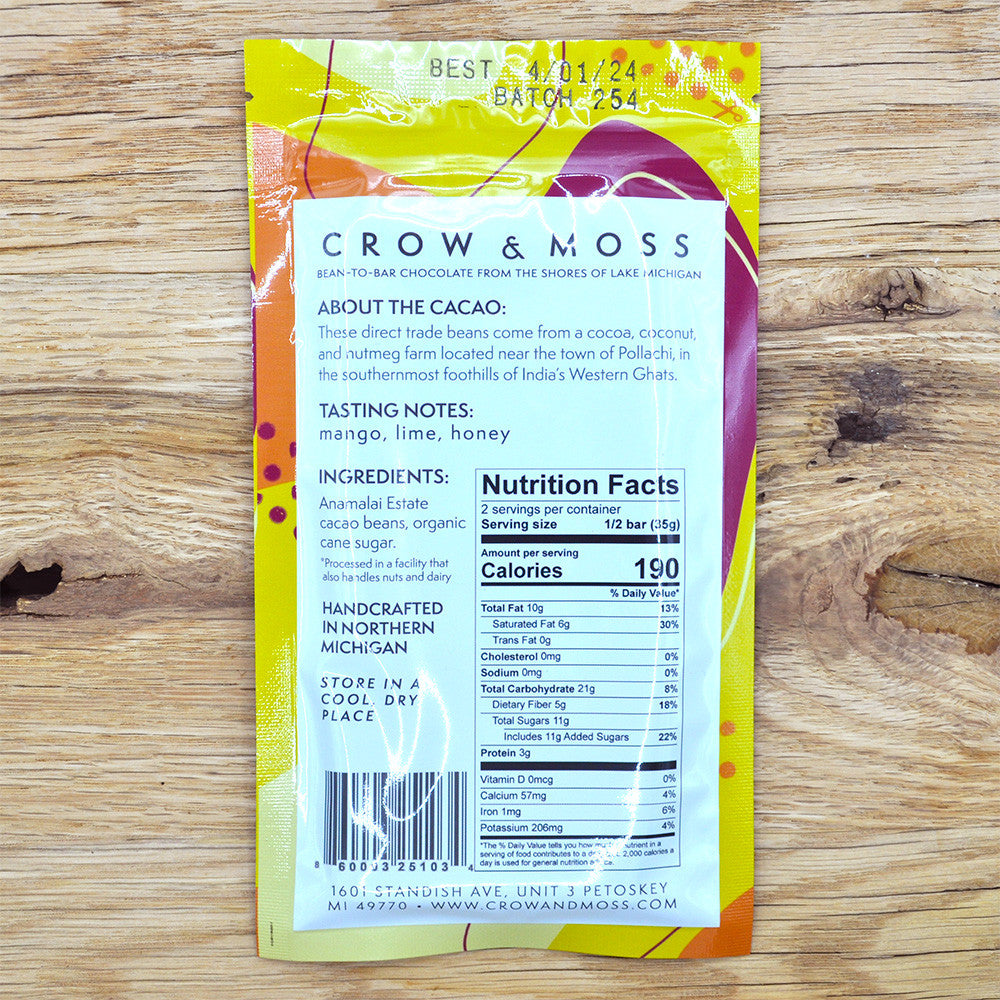 BEST 4/01/24
BATCH 254
CROW & MOSS
BEAN-TO-BAR CHOCOLATE FROM THE SHORES OF LAKE MICHIGAN
ABOUT THE CACAO:
These direct trade beans come from a cocoa, coconut,
and nutmeg farm located near the town of Pollachi, in
the southernmost foothills of India's Western Ghats.
TASTING NOTES:
mango, lime, honey
INGREDIENTS:
Anamalai Estate
cacao beans, organic
cane sugar.
*Processed in a facility that
also handles nuts and dairy
HANDCRAFTED
IN NORTHERN
MICHIGAN
STORE IN A
COOL, DRY
PLACE
Nutrition Facts
2 servings per container
Serving size 1/2 bar (35g)
Amount per serving
Calories 190
% Daily Value*
Total Fat 10g 13%
Saturated Fat 6g 30%
Trans Fat 0g
Cholesterol 0mg 0%
Sodium 0mg 0%
Total Carbohydrate 21g 8%
Dietary Fiber 5g 18%
Total Sugars 11g
Includes 11g Added Sugars 22%
Protein 3g
Vitamin D 0mcg 0%
Calcium 57mg 4%
Iron 1mg 6%
Potassium 206mg 4%
*The % Daily Value tells you how nutrient in a
serving of food contributes to a 2,000 calories a
day is used for general nutrition
8 60003 25103 4
1601 STANDISH AVE, UNIT 3 PETOSKEY
MI 49770 • WWW.CROWANDMOSS.COM